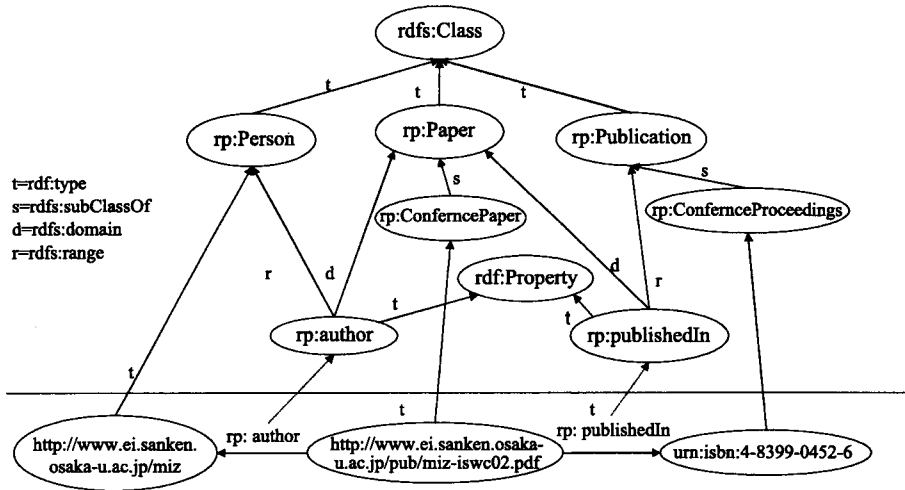 rdfs:Class
t
t
t
rp:Person
rp:Paper
rp:Publication
t=rdf:type
s=rdfs:subClassOf
d=rdfs:domain
r=rdfs:range
s
s
rp:ConferncePaper
rp:ConfernceProceedings
r
d
rdf:Property
d
r
t
t
rp:author
rp:publishedIn
t
t
t
http://www.ei.sanken.
osaka-u.ac.jp/miz
rp: author
http://www.ei.sanken.osaka-
u.ac.jp/pub/miz-iswc02.pdf
rp: publishedIn
urn:isbn:4-8399-0452-6